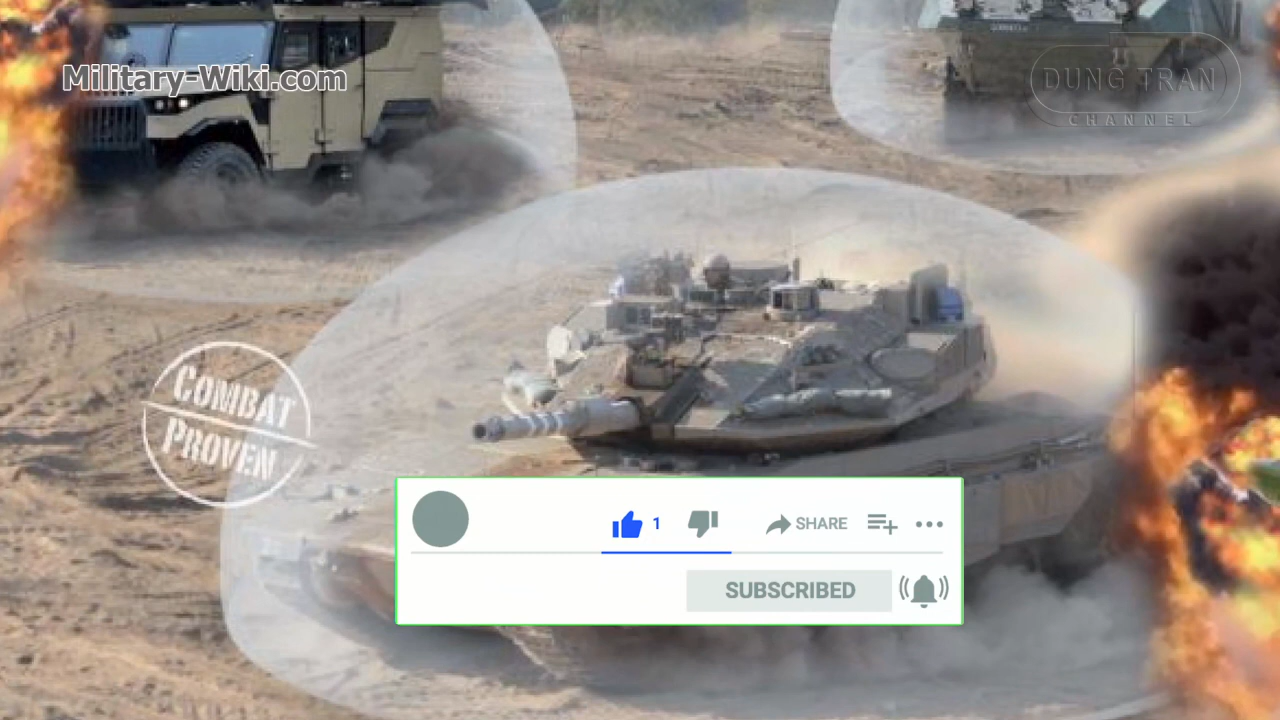 Military-Wiki.com
DUNG TRAN
CHANNEL
COMBAT
PROVEN
1
SHARE
SUBSCRIBED